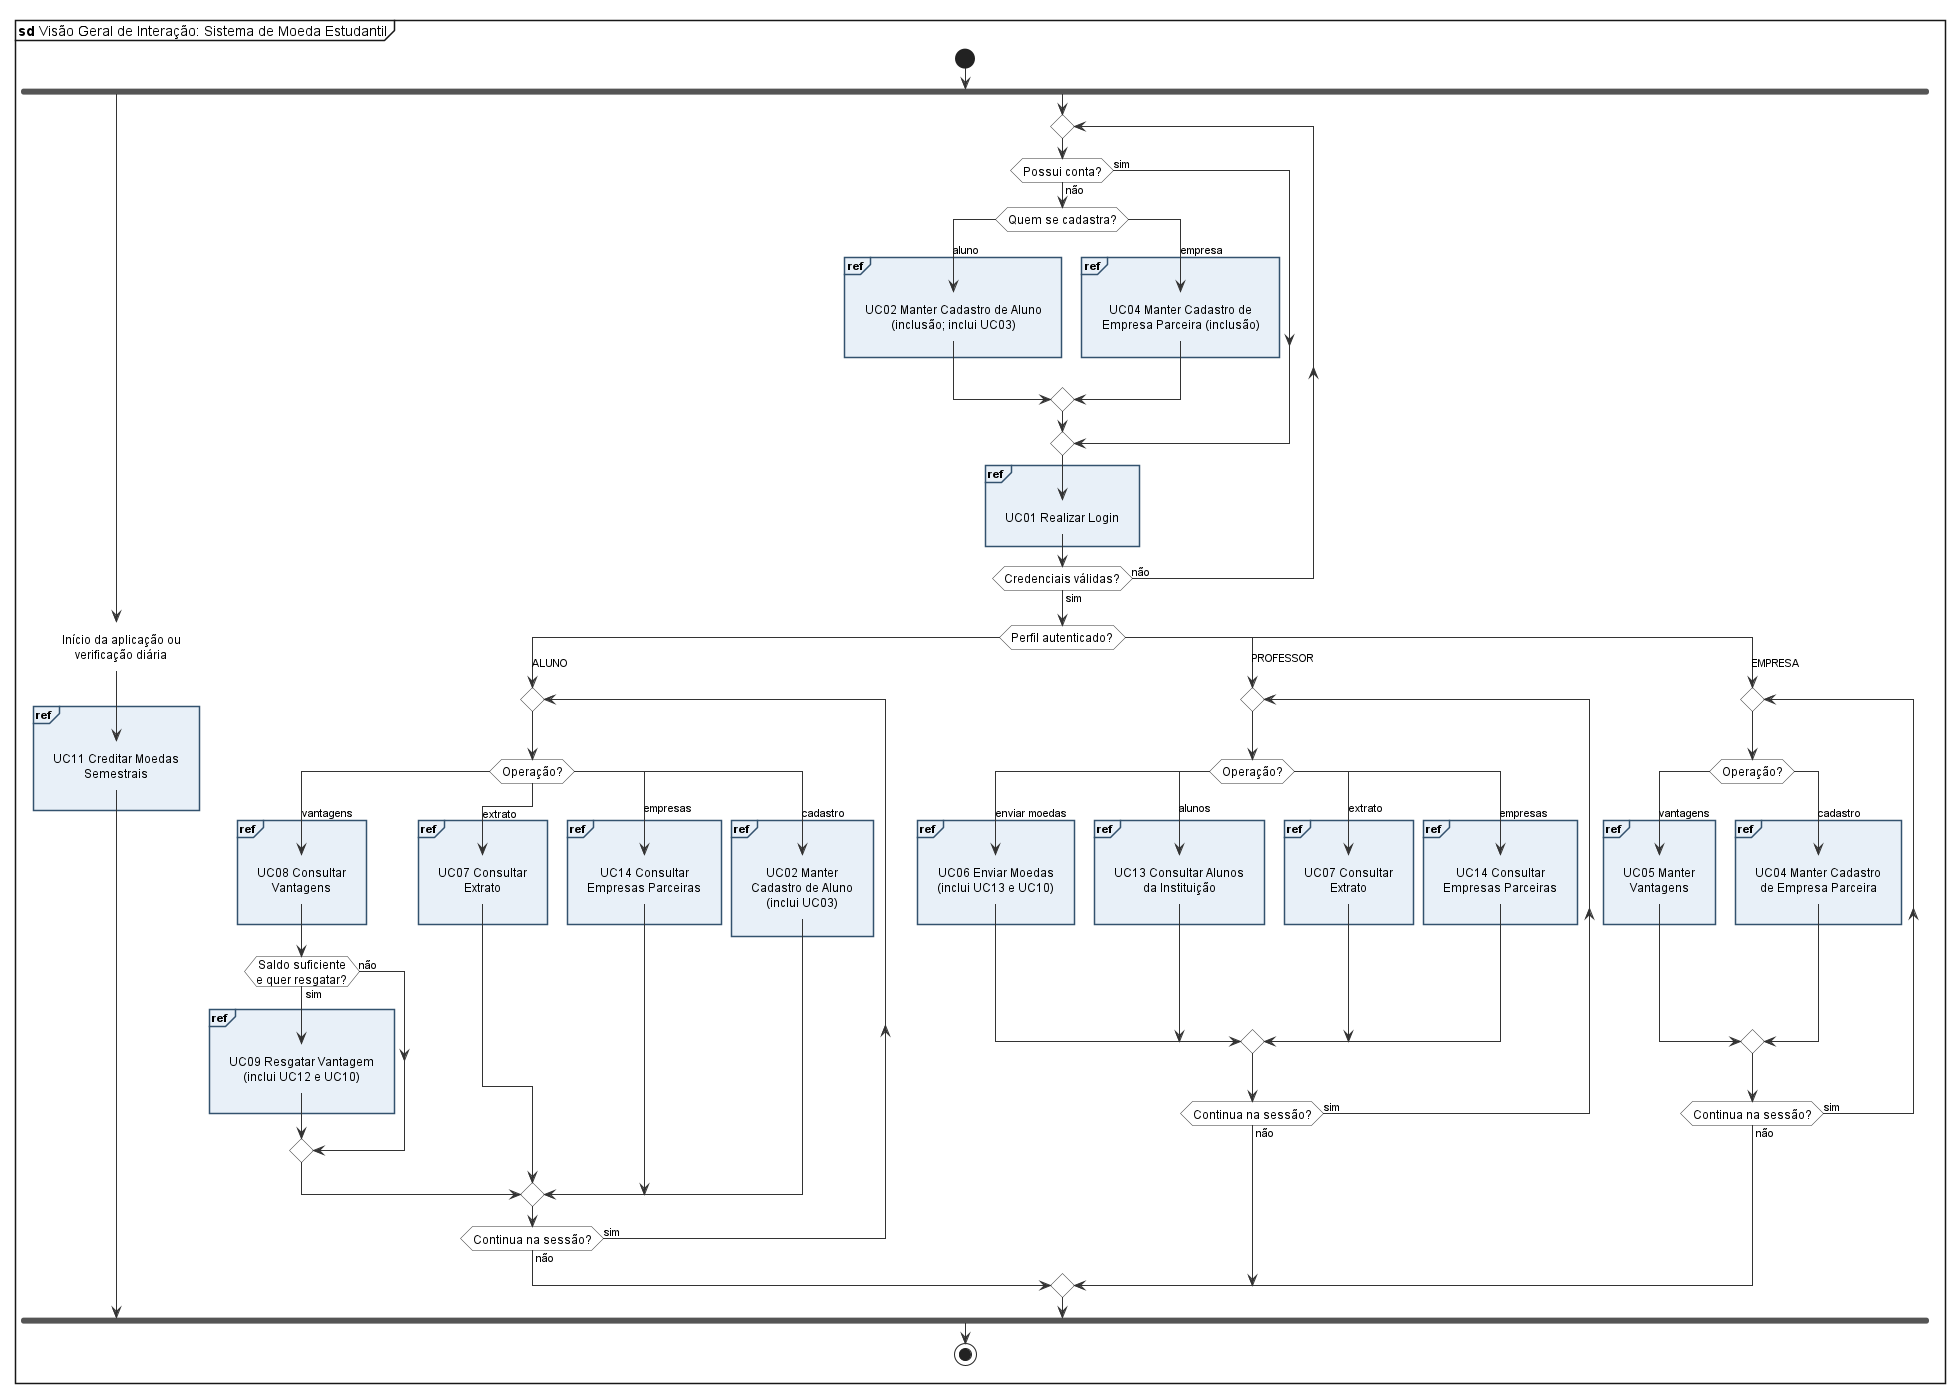 sd Visão Geral de Interação: Sistema de Moeda Estudantil
Possui conta?
sim
não
Quem se cadastra?
aluno
empresa
ref
UC02 Manter Cadastro de Aluno
(inclusão; inclui UC03)
ref
UC04 Manter Cadastro de
Empresa Parceira (inclusão)
ref
UC01 Realizar Login
Credenciais válidas?
não
sim
Início da aplicação ou
verificação diária
ref
UC11 Creditar Moedas
Semestrais
Perfil autenticado?
ALUNO
PROFESSOR
EMPRESA
Operação?
vantagens
extrato
empresas
cadastro
ref
UC08 Consultar
Vantagens
ref
UC07 Consultar
Extrato
ref
UC14 Consultar
Empresas Parceiras
ref
UC02 Manter
Cadastro de Aluno
(inclui UC03)
Saldo suficiente
e quer resgatar?
não
sim
ref
UC09 Resgatar Vantagem
(inclui UC12 e UC10)
Continua na sessão?
sim
não
Operação?
enviar moedas
alunos
extrato
empresas
ref
UC06 Enviar Moedas
(inclui UC13 e UC10)
ref
UC13 Consultar Alunos
da Instituição
ref
UC07 Consultar
Extrato
ref
UC14 Consultar
Empresas Parceiras
Continua na sessão?
sim
não
Operação?
vantagens
cadastro
ref
UC05 Manter
Vantagens
ref
UC04 Manter Cadastro
de Empresa Parceira
Continua na sessão?
sim
não